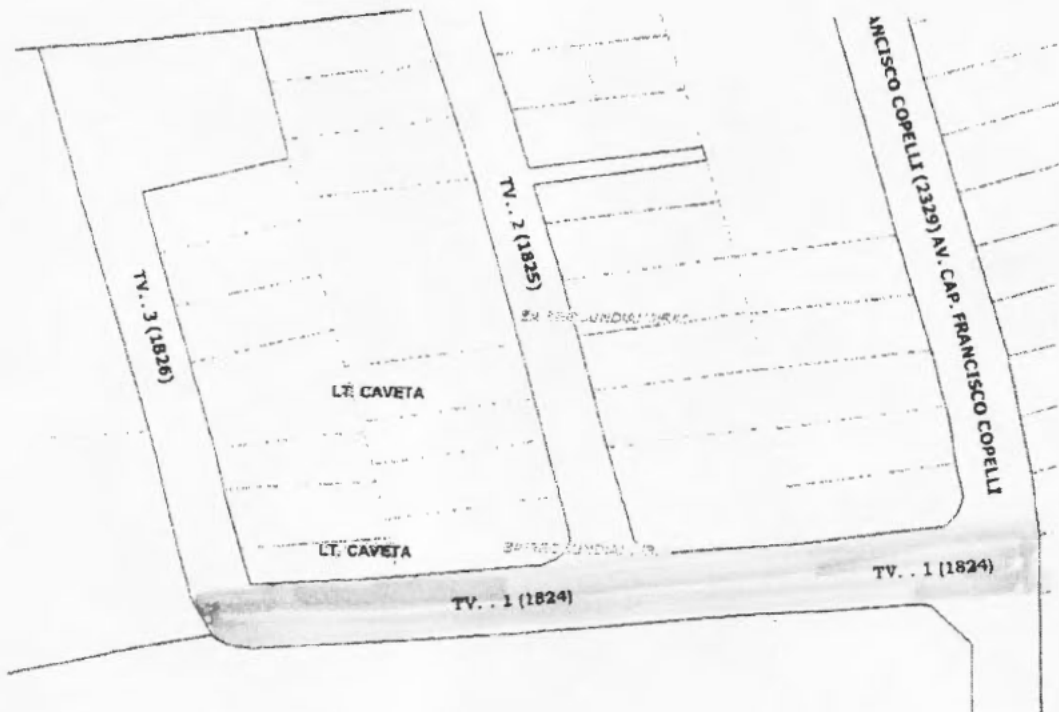 ANCISCO COPELLI (2329) AV. CAP. FRANCISCO COPELLI
TV. . 2 (1825)
TV. . 3 (1826)
LT. CAVETA
LT. CAVETA
TV. . 1 (1824)
TV. . 1 (1824)